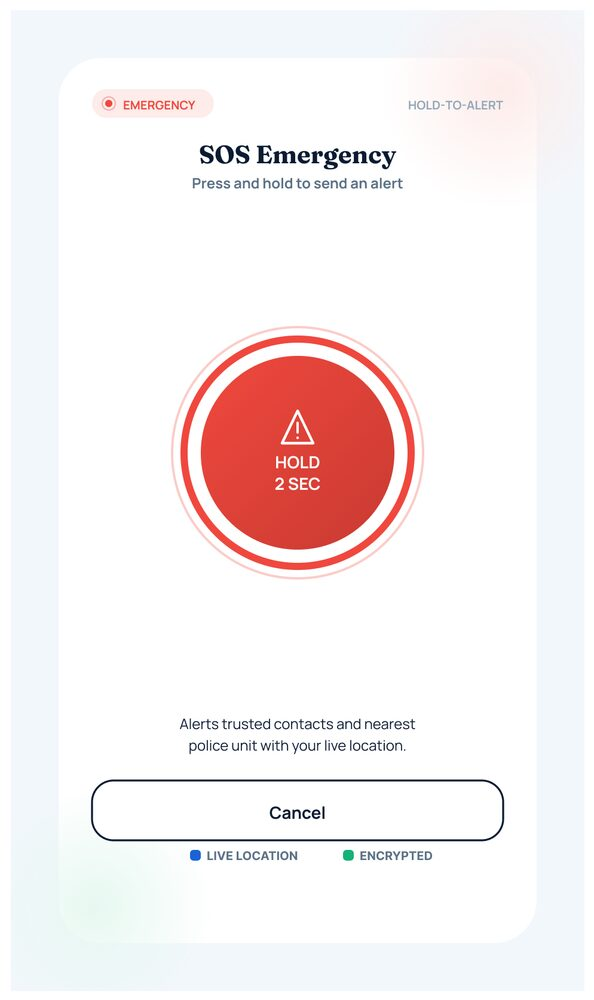 EMERGENCY
HOLD-TO-ALERT
SOS Emergency
Press and hold to send an alert
HOLD
2 SEC
Alerts trusted contacts and nearest
police unit with your live location.
Cancel
LIVE LOCATION
ENCRYPTED